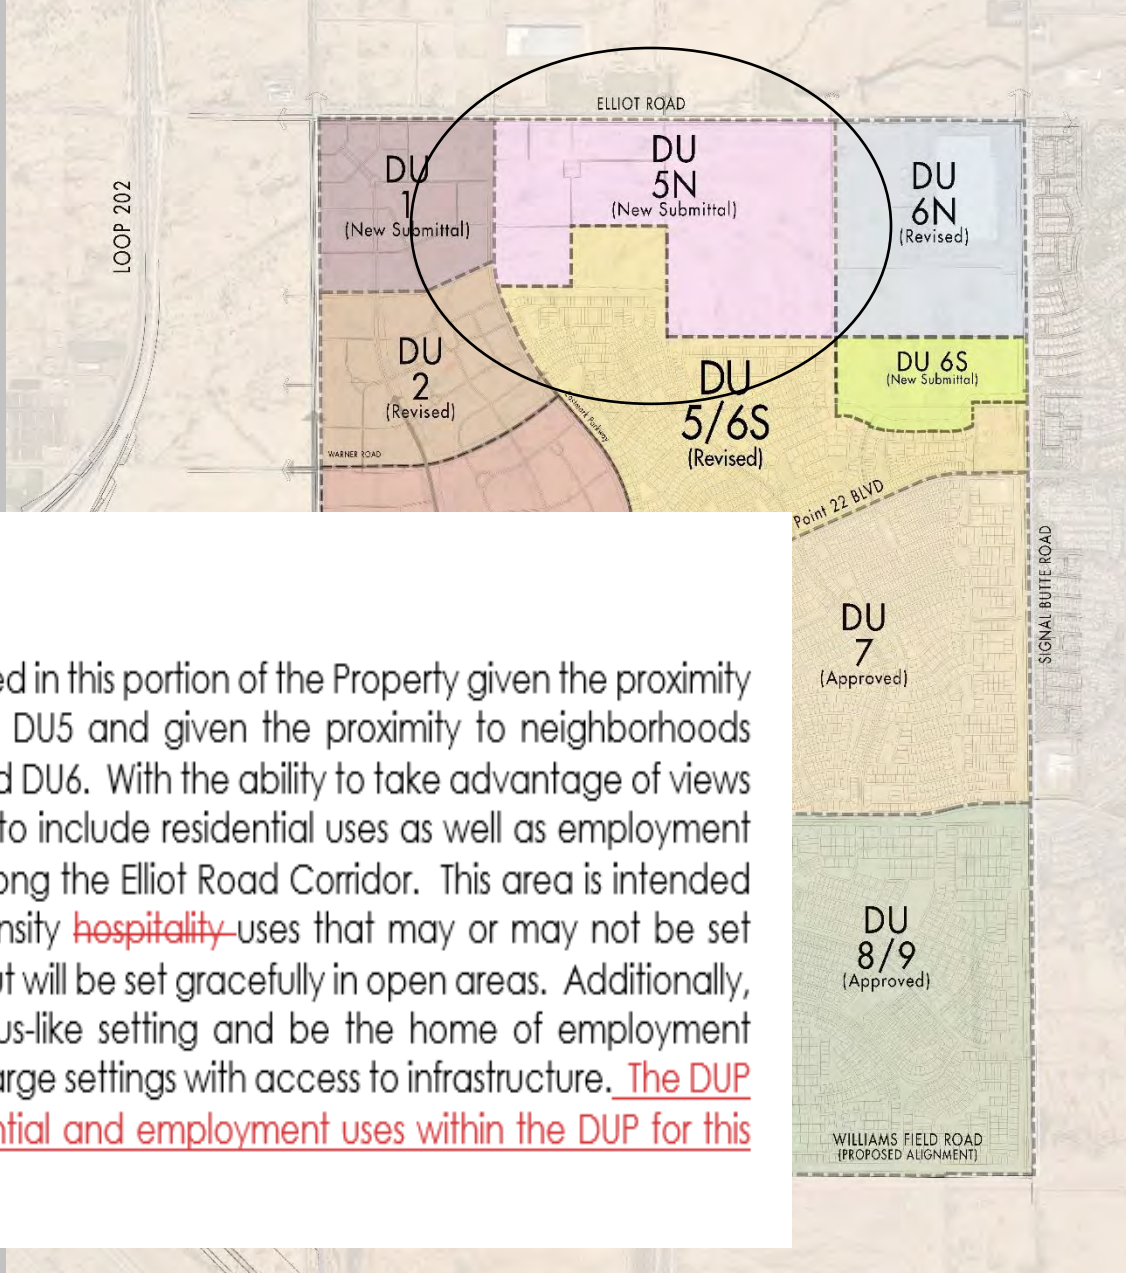 ELLIOT ROAD
LOOP 202
DU
1
(New Submittal)
DU
5N
(New Submittal)
DU
6N
(Revised)
DU
2
(Revised)
WARNER ROAD
DU
5/6S
(Revised)
DU 6S
(New Submittal)
Point 22 BLVD
SIGNAL BUTTE ROAD
DU
7
(Approved)
DU
8/9
(Approved)
WILLIAMS FIELD ROAD
(PROPOSED ALIGNMENT)
ed in this portion of the Property given the proximity
DU5 and given the proximity to neighborhoods
d DU6. With the ability to take advantage of views
to include residential uses as well as employment
ong the Elliot Road Corridor. This area is intended
nsity hospitality uses that may or may not be set
ut will be set gracefully in open areas. Additionally,
us-like setting and be the home of employment
arge settings with access to infrastructure. The DUP
ntial and employment uses within the DUP for this